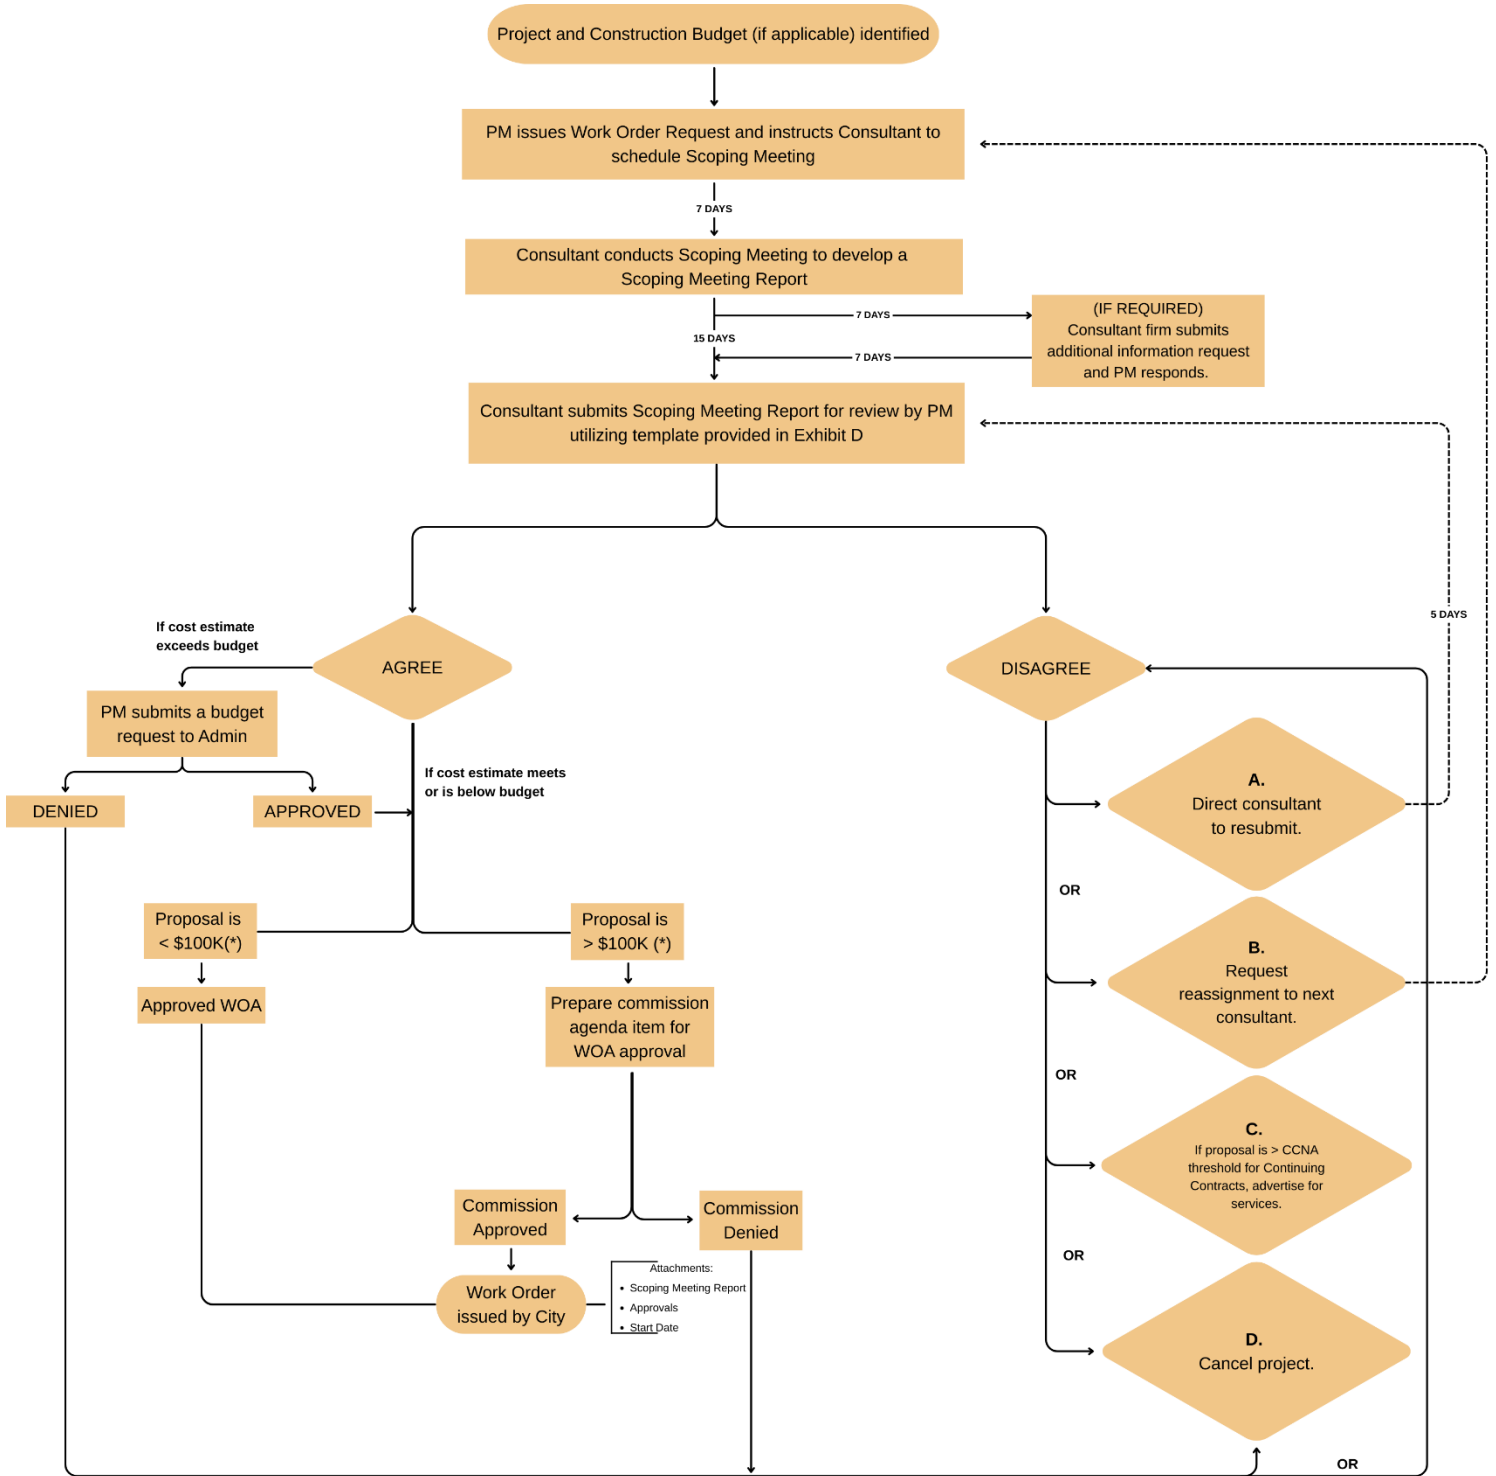 Project and Construction Budget (if applicable) identified
PM issues Work Order Request and instructs Consultant to
schedule Scoping Meeting
7 DAYS
Consultant conducts Scoping Meeting to develop a
Scoping Meeting Report
7 DAYS
15 DAYS
7 DAYS
(IF REQUIRED)
Consultant firm submits
additional information request
and PM responds.
Consultant submits Scoping Meeting Report for review by PM
utilizing template provided in Exhibit D
5 DAYS
If cost estimate
exceeds budget
AGREE
DISAGREE
PM submits a budget
request to Admin
If cost estimate meets
or is below budget
DENIED
APPROVED
A.
Direct consultant
to resubmit.
OR
Proposal is
< $100K(*)
Proposal is
> $100K (*)
B.
Request
reassignment to next
consultant.
Approved WOA
Prepare commission
agenda item for
WOA approval
OR
C.
If proposal is > CCNA
threshold for Continuing
Contracts, advertise for
services.
Commission
Approved
Commission
Denied
OR
Work Order
issued by City
Attachments:
• Scoping Meeting Report
• Approvals
• Start Date
D.
Cancel project.
OR